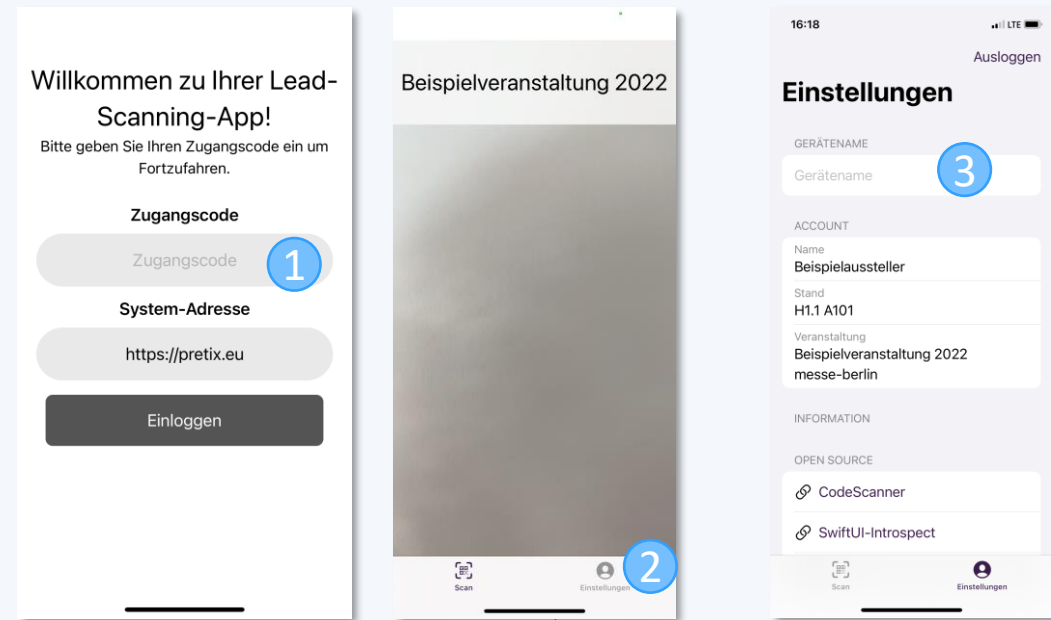 Willkommen zu Ihrer Lead-
Scanning-App!
Bitte geben Sie Ihren Zugangscode ein um
Fortzufahren.
Zugangscode
Zugangscode
1
System-Adresse
https://pretix.eu
Einloggen
Beispielveranstaltung 2022
Scan
Einstellungen
2
16:18
LTE
Ausloggen
Einstellungen
GERÄTENAME
Gerätename
3
ACCOUNT
Name
Beispielaussteller
Stand
H1.1 A101
Veranstaltung
Beispielveranstaltung 2022
messe-berlin
INFORMATION
OPEN SOURCE
CodeScanner
SwiftUI-Introspect
Scan
Einstellungen